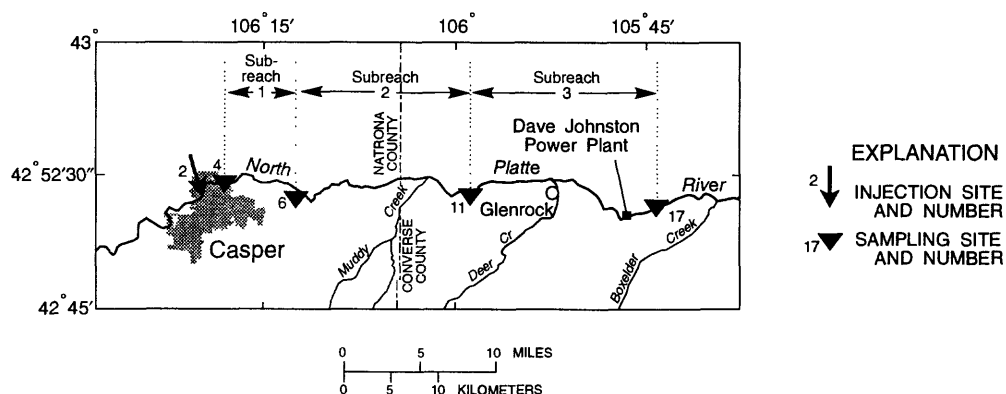 106° 15′
106°
105° 45′
43°
Sub-
reach
1
Subreach
2
Subreach
3
NATRONA
COUNTY
CONVERSE
COUNTY
Dave Johnston
Power Plant
42° 52′30″
2
4
North
Platte
River
6
11
17
Glenrock
Casper
Muddy
Creek
Deer Cr
Boxelder
Creek
42° 45′
EXPLANATION
2
INJECTION SITE
AND NUMBER
17
SAMPLING SITE
AND NUMBER
0 5 10 MILES
0 5 10 KILOMETERS